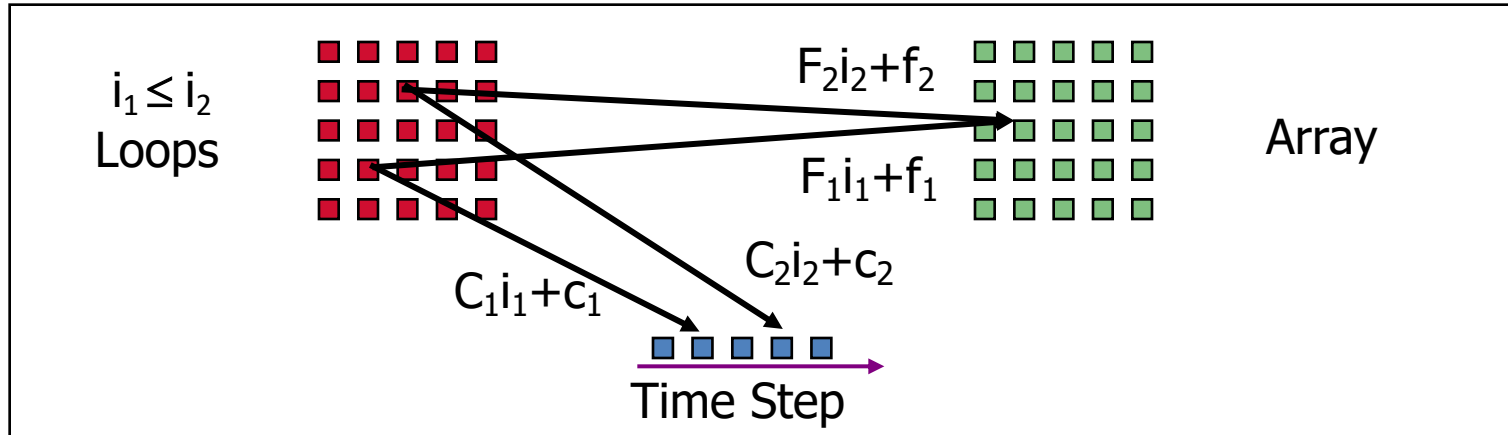 i₁ ≤ i₂
Loops
F₂i₂+f₂
F₁i₁+f₁
Array
C₁i₁+c₁
C₂i₂+c₂
Time Step